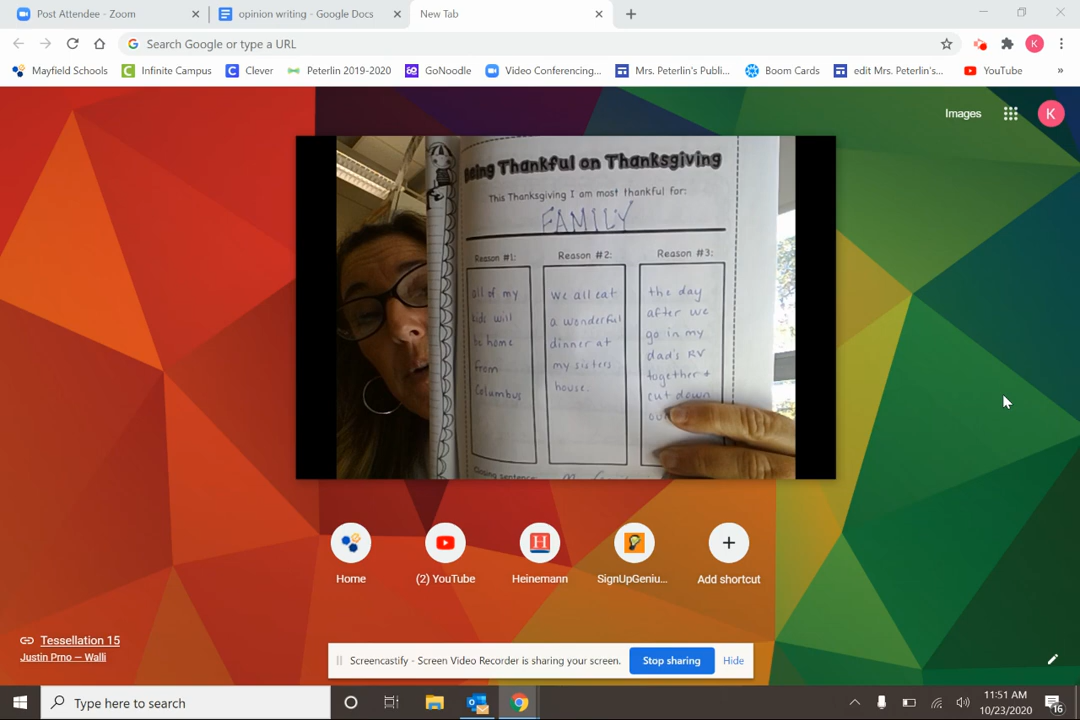 Post Attendee - Zoom
opinion writing - Google Docs
New Tab
Search Google or type a URL
K
Mayfield Schools
Infinite Campus
Clever
Peterlin 2019-2020
GoNoodle
Video Conferencing...
Mrs. Peterlin's Publi...
Boom Cards
edit Mrs. Peterlin's...
YouTube
»
Images
K
Being Thankful on Thanksgiving
This Thanksgiving I am most thankful for:
FAMILY
Reason #1:
all of my
kids will
be home
from
Columbus
Reason #2:
we all eat
a wonderful
dinner at
my sisters
house.
Reason #3:
the day
after we
go in my
dad's RV
together +
cut down
Closing sentence:
Home
(2) YouTube
Heinemann
SignUpGeniu...
Add shortcut
Tessellation 15
Justin Prno — Walli
Screencastify - Screen Video Recorder is sharing your screen.
Stop sharing
Hide
Type here to search
11:51 AM
10/23/2020
16